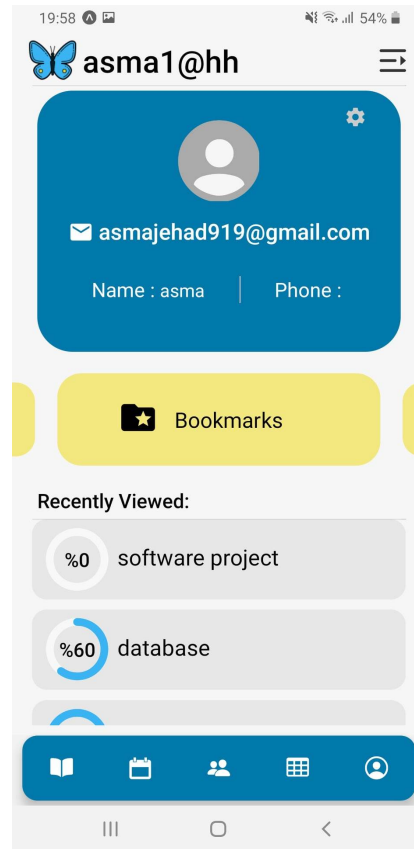 19:58 54%
asma1@hh
asmajehad919@gmail.com
Name : asma Phone :
Bookmarks
Recently Viewed:
%0 software project
%60 database